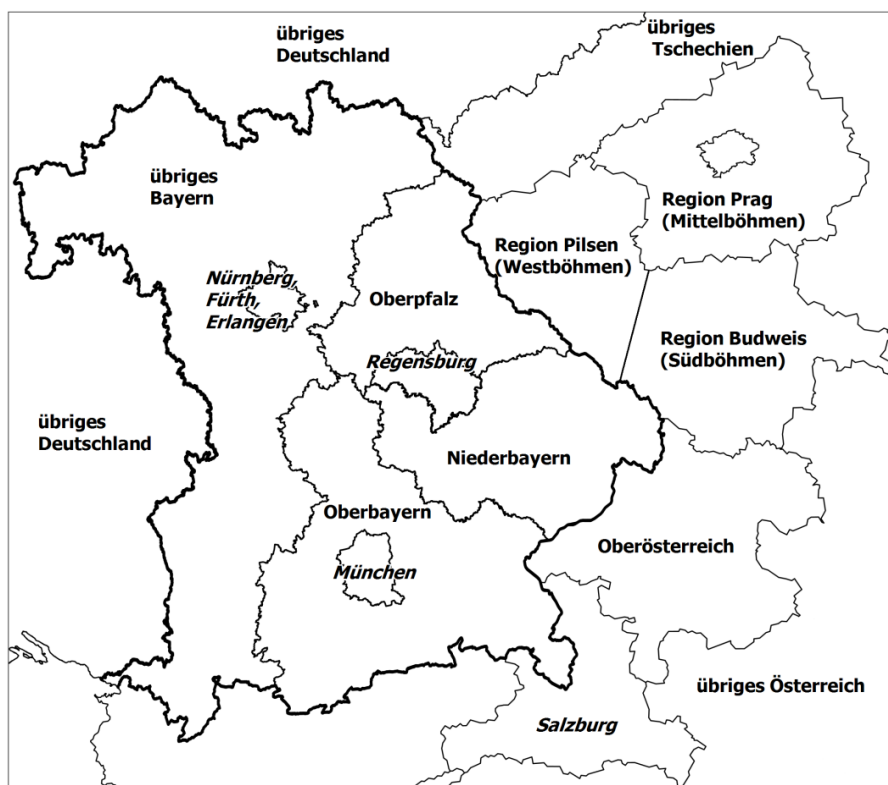 übriges
Deutschland
übriges
Tschechien
übriges
Bayern
Region Prag
(Mittelböhmen)
Region Pilsen
(Westböhmen)
Nürnberg,
Fürth,
Erlangen
Oberpfalz
Region Budweis
(Südböhmen)
Regensburg
übriges
Deutschland
Niederbayern
Oberbayern
Oberösterreich
München
übriges Österreich
Salzburg